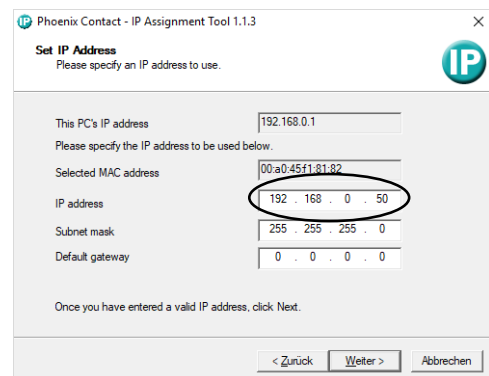 Phoenix Contact - IP Assignment Tool 1.1.3
Set IP Address
Please specify an IP address to use.
IP
This PC's IP address 192.168.0.1
Please specify the IP address to be used below.
Selected MAC address 00:a0:45:f1:81:82
IP address 192 . 168 . 0 . 50
Subnet mask 255 . 255 . 255 . 0
Default gateway 0 . 0 . 0 . 0
Once you have entered a valid IP address, click Next.
< Zurück Weiter > Abbrechen